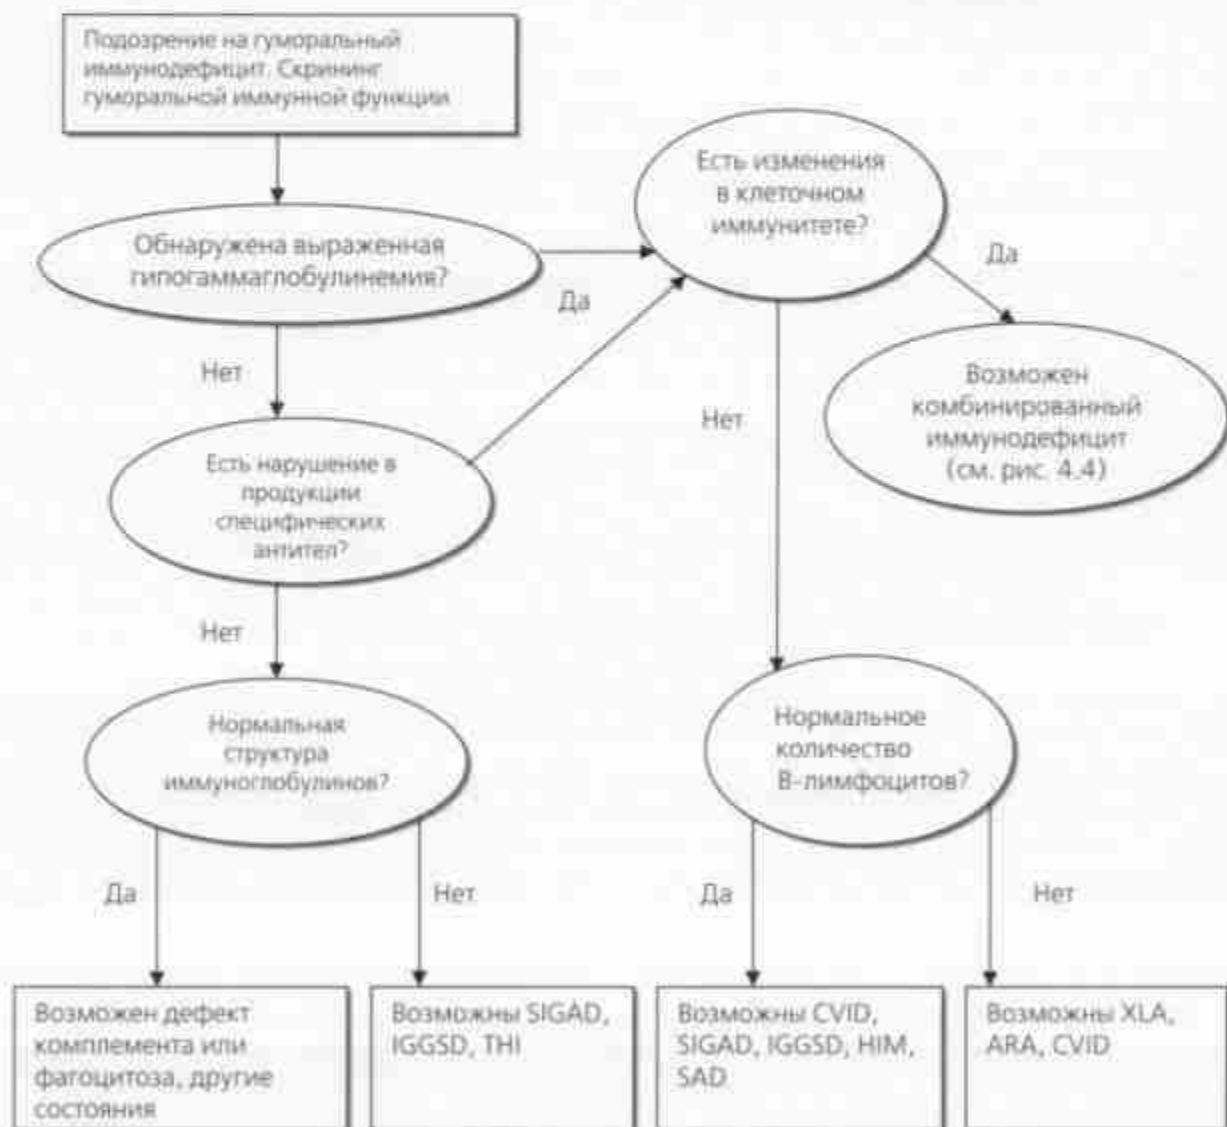 Подозрение на гуморальный
иммунодефицит. Скрининг
гуморальной иммунной функции
Есть изменения
в клеточном
иммунитете?
Обнаружена выраженная
гипогаммаглобулинемия?
Да
Да
Нет
Возможен
комбинированный
иммунодефицит
(см. рис. 4.4)
Нет
Есть нарушение в
продукции
специфических
антител?
Нет
Нормальная
структура
иммуноглобулинов?
Нормальное
количество
В-лимфоцитов?
Да
Нет
Да
Нет
Возможен дефект
комплемента или
фагоцитоза, другие
состояния
Возможны SIGAD,
IGGSD, THI
Возможны CVID,
SIGAD, IGGSD, HIM,
SAD
Возможны XLA,
ARA, CVID